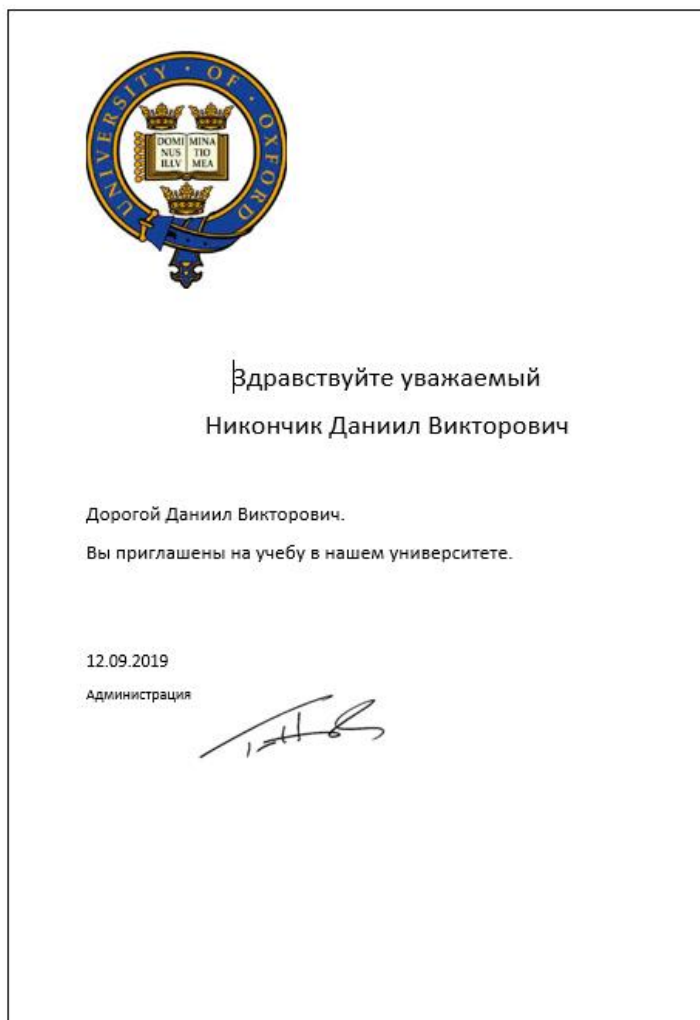 UNIVERSITY · OF · OXFORD
DOMI MINA
NUS TIO
ILLV MEA
Здравствуйте уважаемый
Никончик Даниил Викторович
Дорогой Даниил Викторович.
Вы приглашены на учебу в нашем университете.
12.09.2019
Администрация